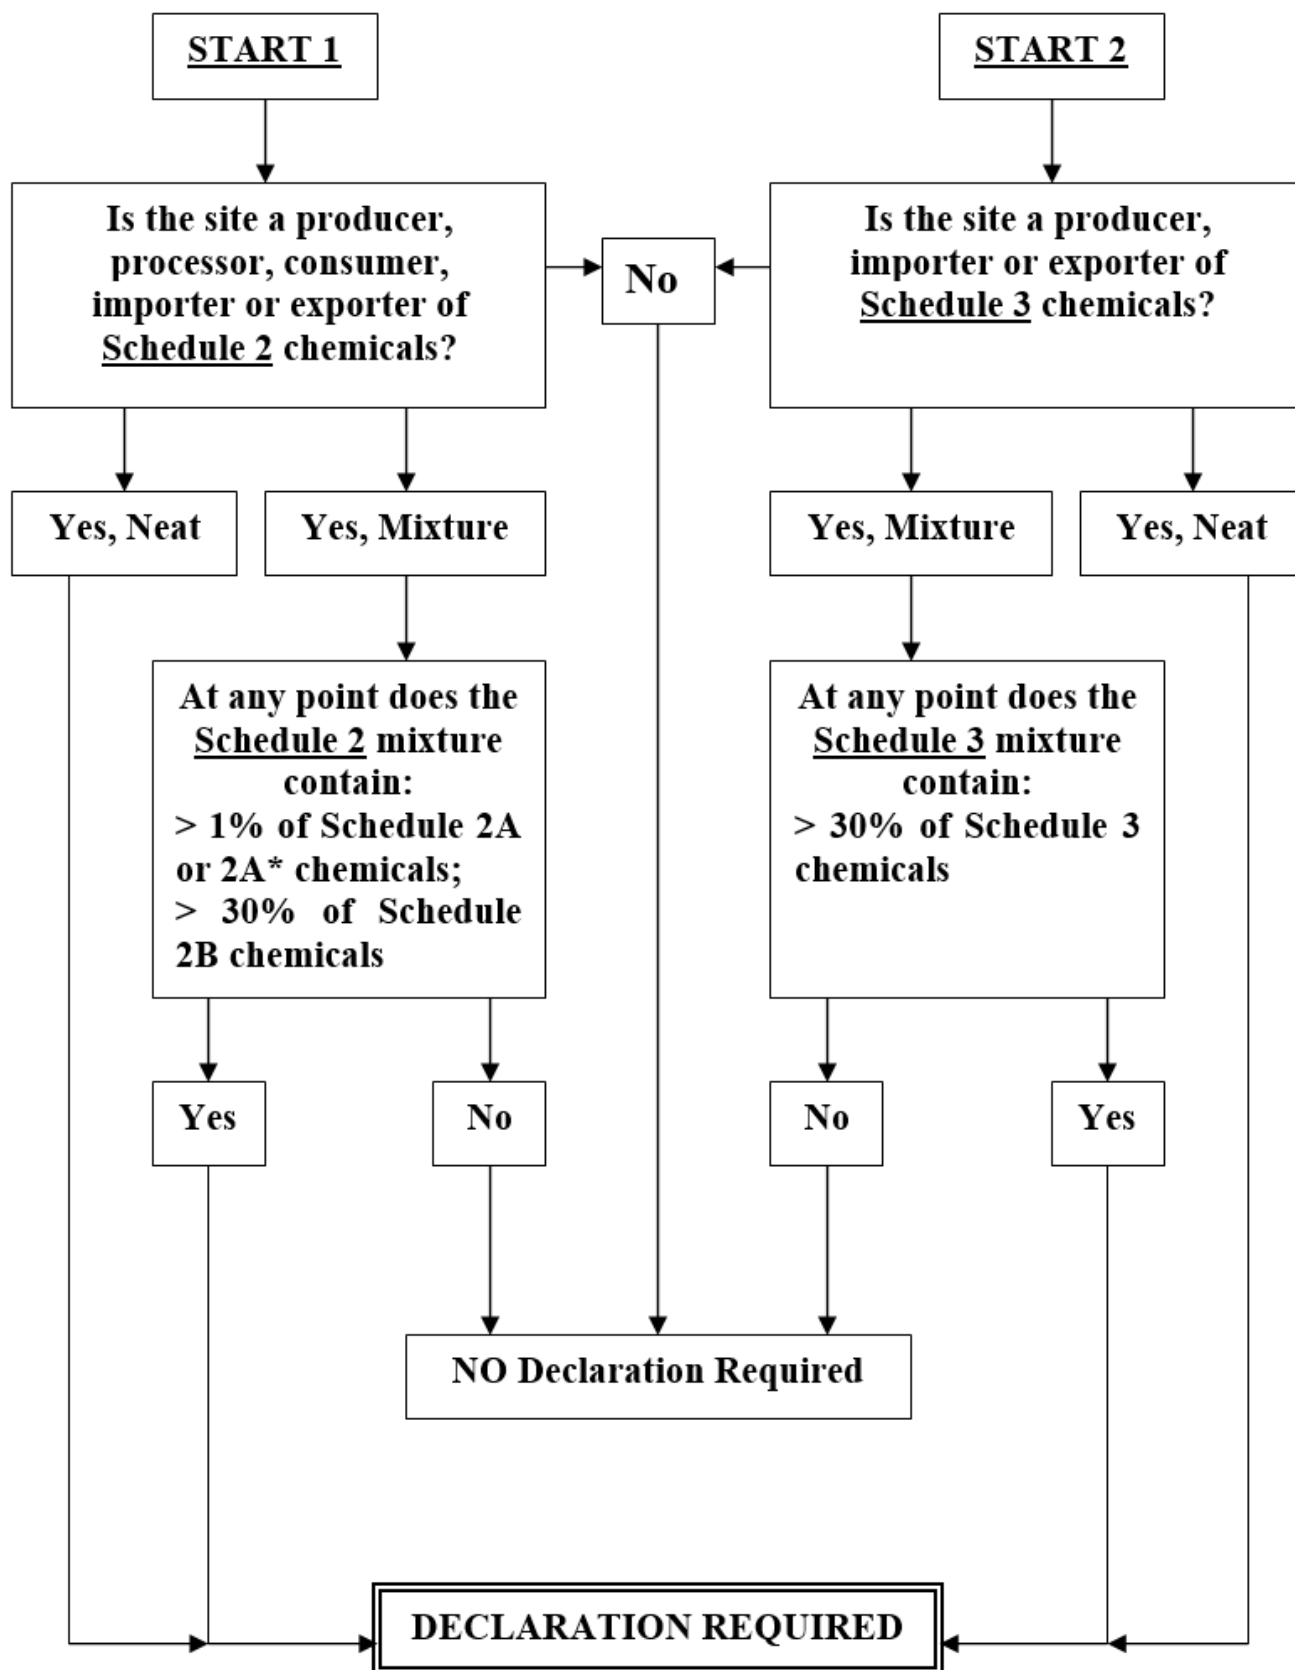 START 1
START 2
Is the site a producer,
processor, consumer,
importer or exporter of
Schedule 2 chemicals?
No
Is the site a producer,
importer or exporter of
Schedule 3 chemicals?
Yes, Neat
Yes, Mixture
Yes, Mixture
Yes, Neat
At any point does the
Schedule 2 mixture
contain:
> 1% of Schedule 2A
or 2A* chemicals;
> 30% of Schedule
2B chemicals
At any point does the
Schedule 3 mixture
contain:
> 30% of Schedule 3
chemicals
Yes
No
No
Yes
NO Declaration Required
DECLARATION REQUIRED